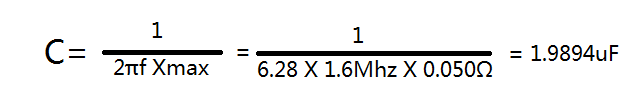 C= 1 / 2πf Xmax = 1 / 6.28 X 1.6Mhz X 0.050Ω = 1.9894uF